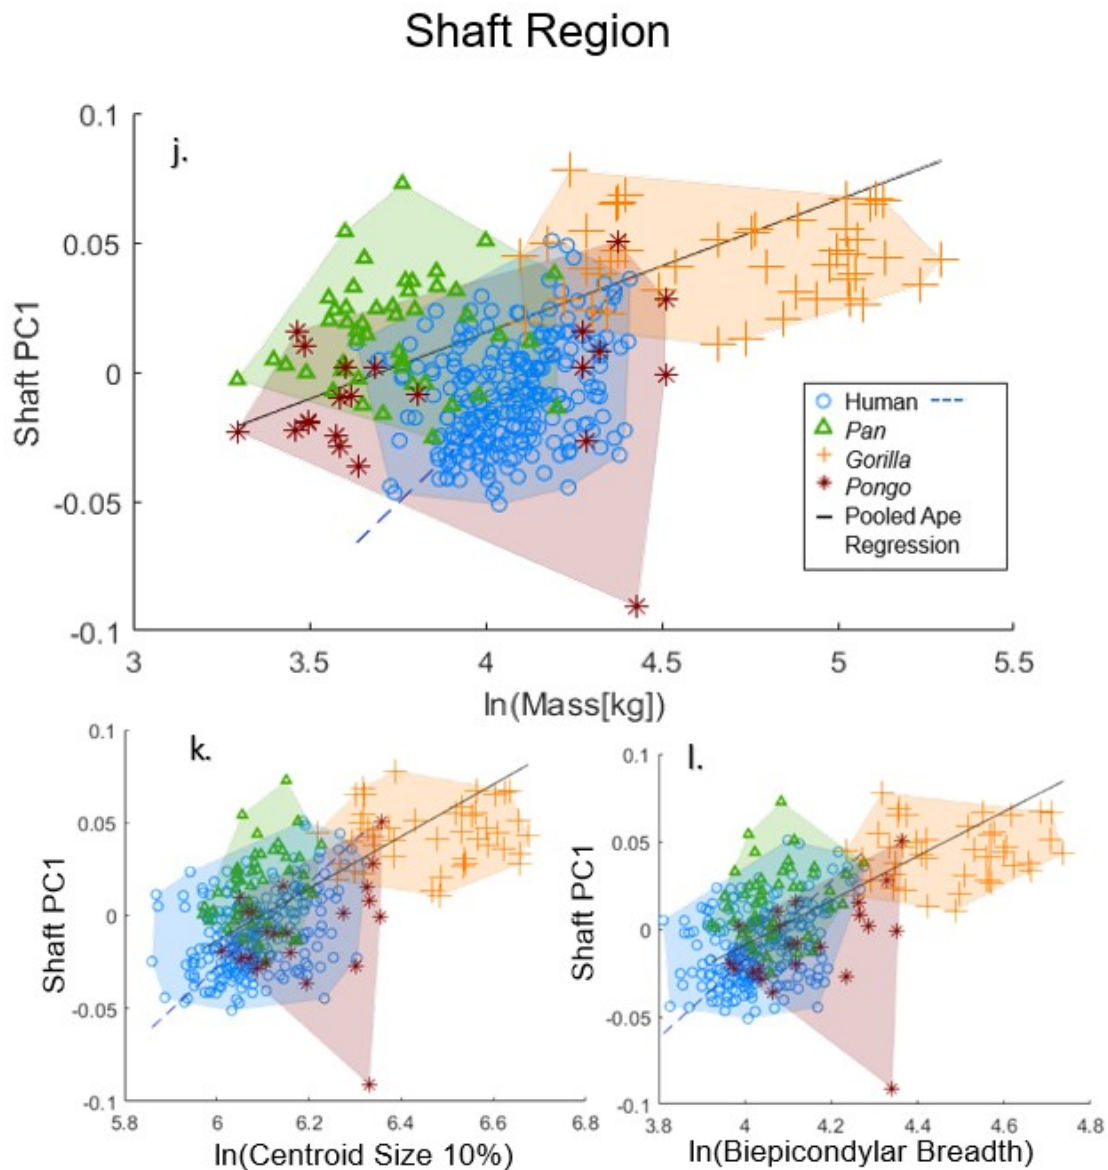 Shaft Region
j.
0.1
0.05
0
-0.05
-0.1
Shaft PC1
3 3.5 4 4.5 5 5.5
ln(Mass[kg])
Human
Pan
Gorilla
Pongo
Pooled Ape
Regression
k.
0.1
0.05
0
-0.05
-0.1
Shaft PC1
5.8 6 6.2 6.4 6.6 6.8
ln(Centroid Size 10%)
l.
0.1
0.05
0
-0.05
-0.1
Shaft PC1
3.8 4 4.2 4.4 4.6 4.8
ln(Biepicondylar Breadth)